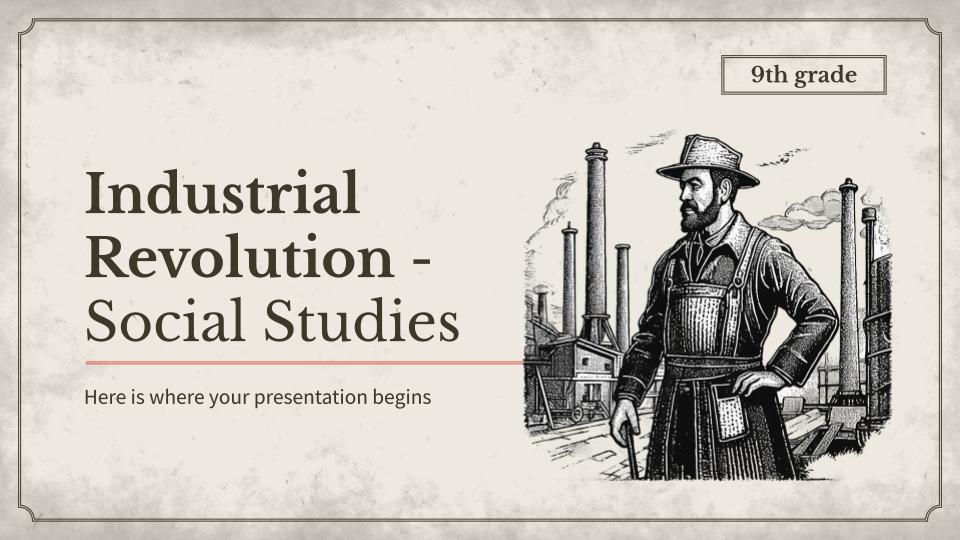 9th grade
Industrial
Revolution -
Social Studies
Here is where your presentation begins